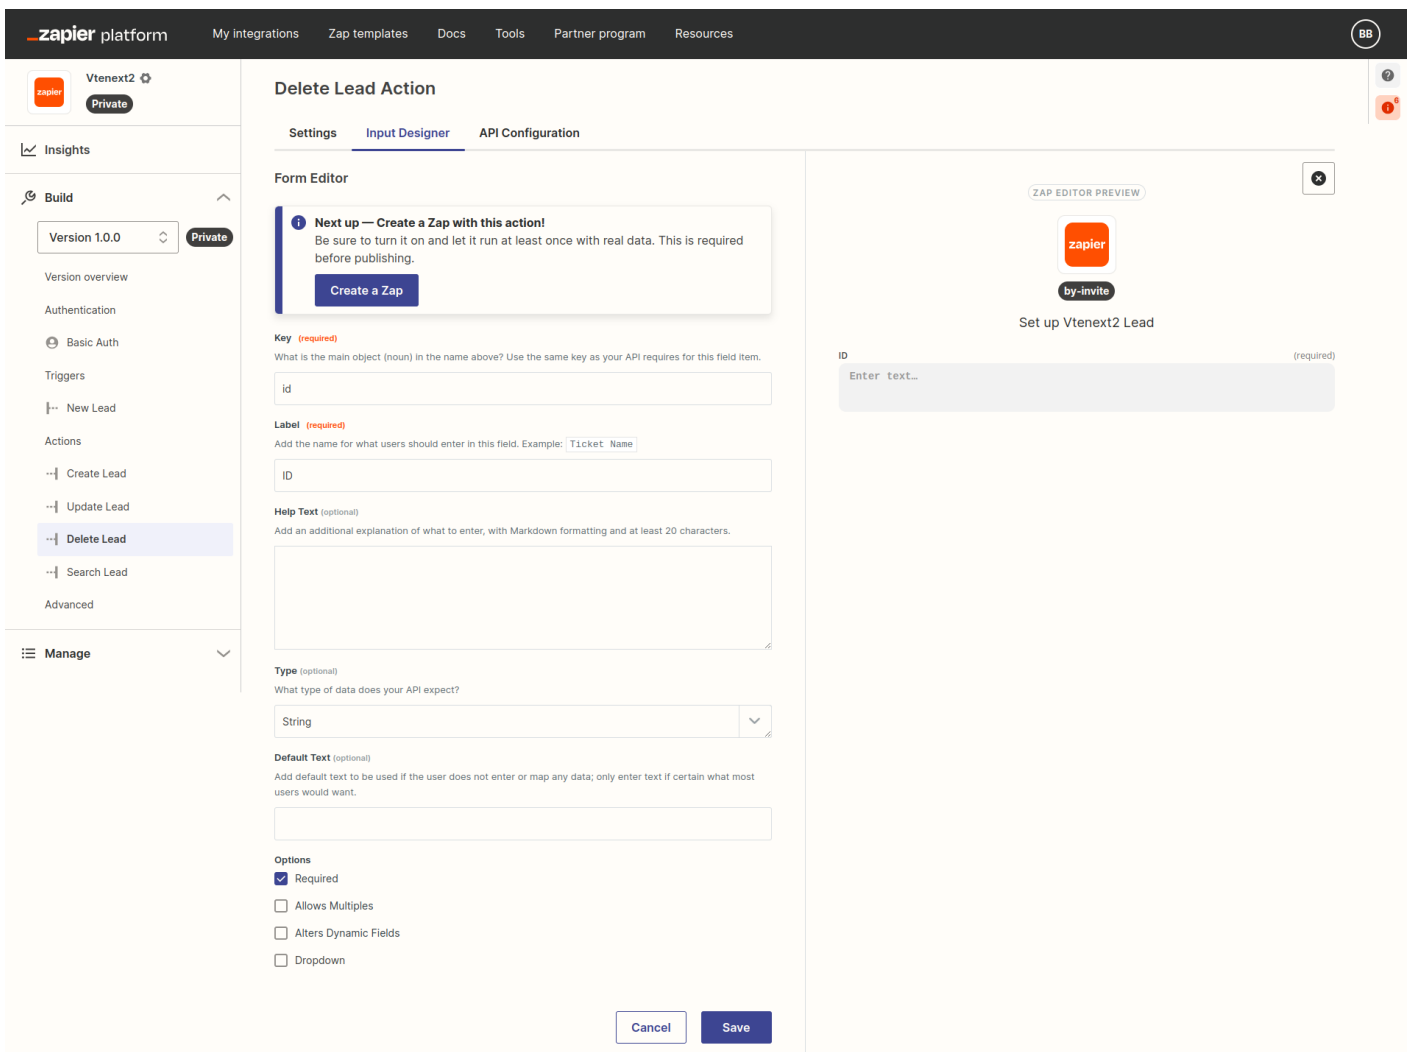 zapier platform
My integrations
Zap templates
Docs
Tools
Partner program
Resources
BB
zapier
Vtenext2
Private
6
Insights
Build
Version 1.0.0
Private
Version overview
Authentication
Basic Auth
Triggers
New Lead
Actions
Create Lead
Update Lead
Delete Lead
Search Lead
Advanced
Manage
Delete Lead Action
Settings
Input Designer
API Configuration
Form Editor
Next up — Create a Zap with this action!
Be sure to turn it on and let it run at least once with real data. This is required
before publishing.
Create a Zap
Key (required)
What is the main object (noun) in the name above? Use the same key as your API requires for this field item.
id
Label (required)
Add the name for what users should enter in this field. Example: Ticket Name
ID
Help Text (optional)
Add an additional explanation of what to enter, with Markdown formatting and at least 20 characters.
Type (optional)
What type of data does your API expect?
String
Default Text (optional)
Add default text to be used if the user does not enter or map any data; only enter text if certain what most
users would want.
Options
Required
Allows Multiples
Alters Dynamic Fields
Dropdown
Cancel
Save
ZAP EDITOR PREVIEW
zapier
by-invite
Set up Vtenext2 Lead
ID
(required)
Enter text…